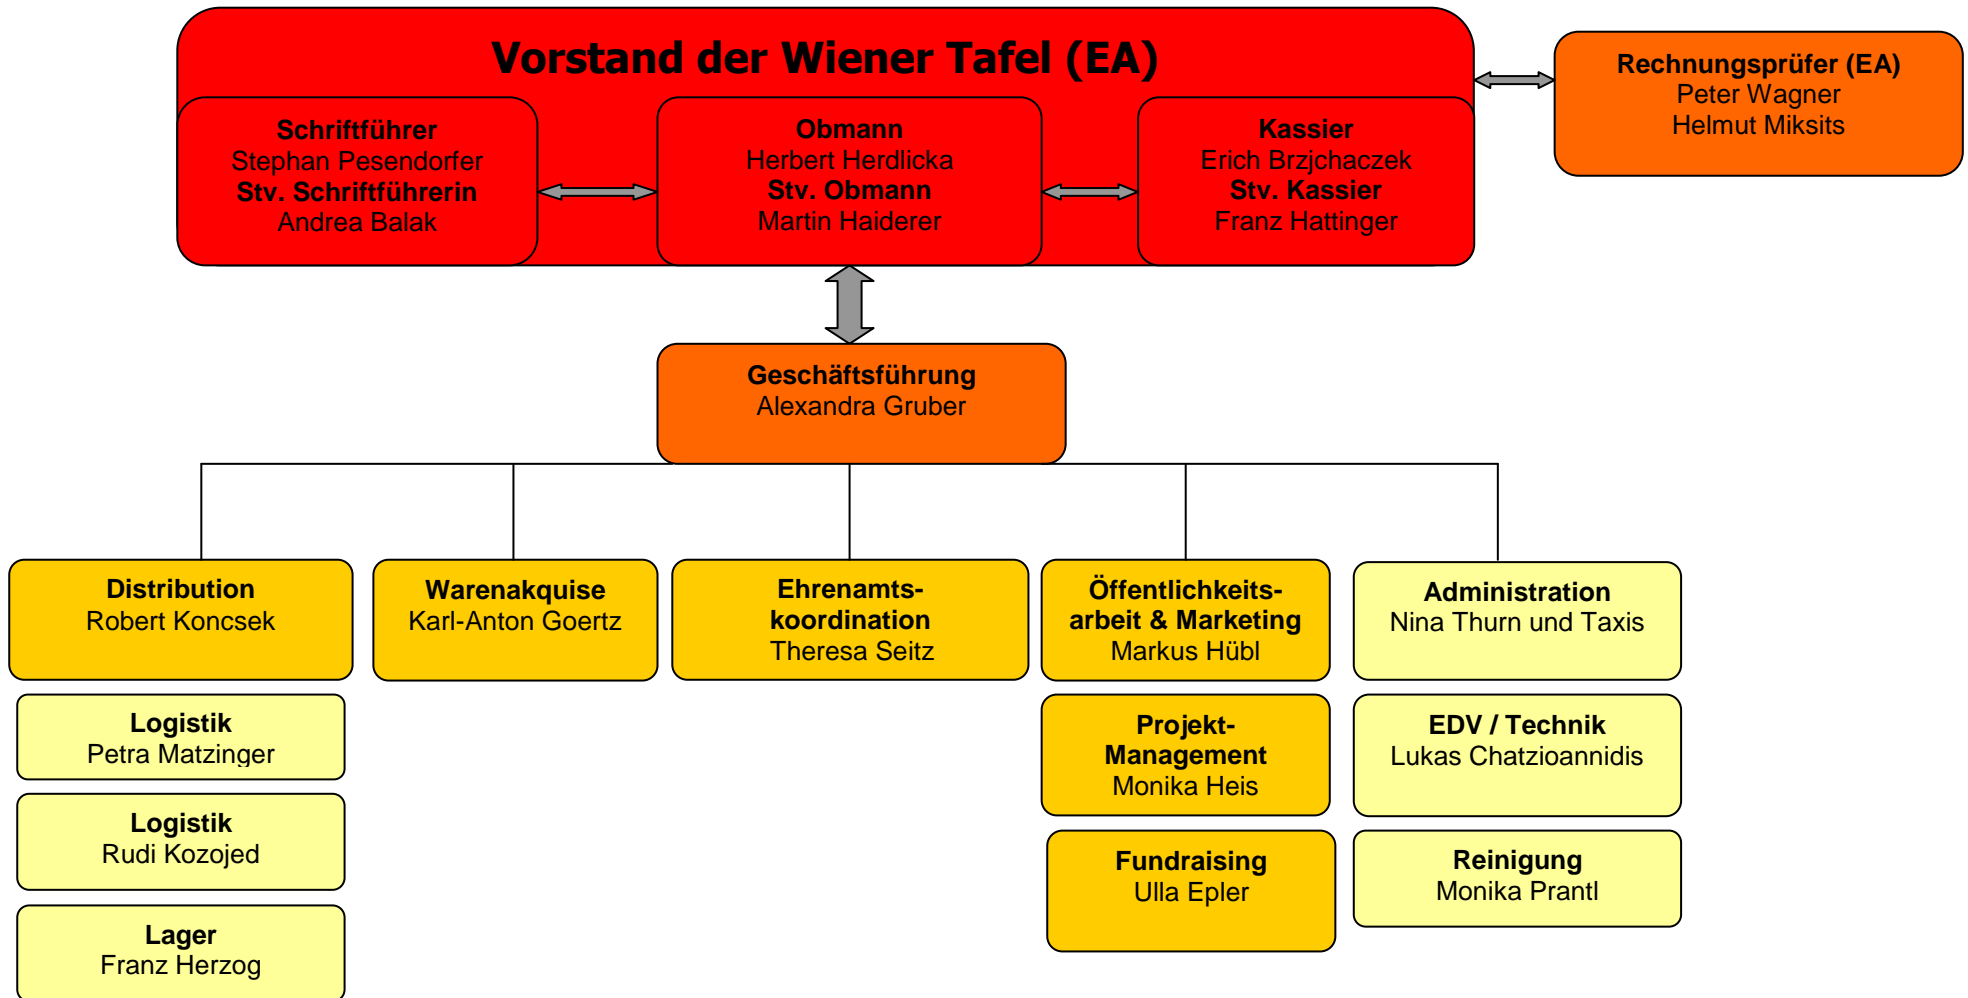 Vorstand der Wiener Tafel (EA)
Schriftführer
Stephan Pesendorfer
Stv. Schriftführerin
Andrea Balak
Obmann
Herbert Herdlicka
Stv. Obmann
Martin Haiderer
Kassier
Erich Brzjchaczek
Stv. Kassier
Franz Hattinger
Rechnungsprüfer (EA)
Peter Wagner
Helmut Miksits
Geschäftsführung
Alexandra Gruber
Distribution
Robert Koncsek
Logistik
Petra Matzinger
Logistik
Rudi Kozojed
Lager
Franz Herzog
Warenakquise
Karl-Anton Goertz
Ehrenamts-
koordination
Theresa Seitz
Öffentlichkeits-
arbeit & Marketing
Markus Hübl
Projekt-
Management
Monika Heis
Fundraising
Ulla Epler
Administration
Nina Thurn und Taxis
EDV / Technik
Lukas Chatzioannidis
Reinigung
Monika Prantl